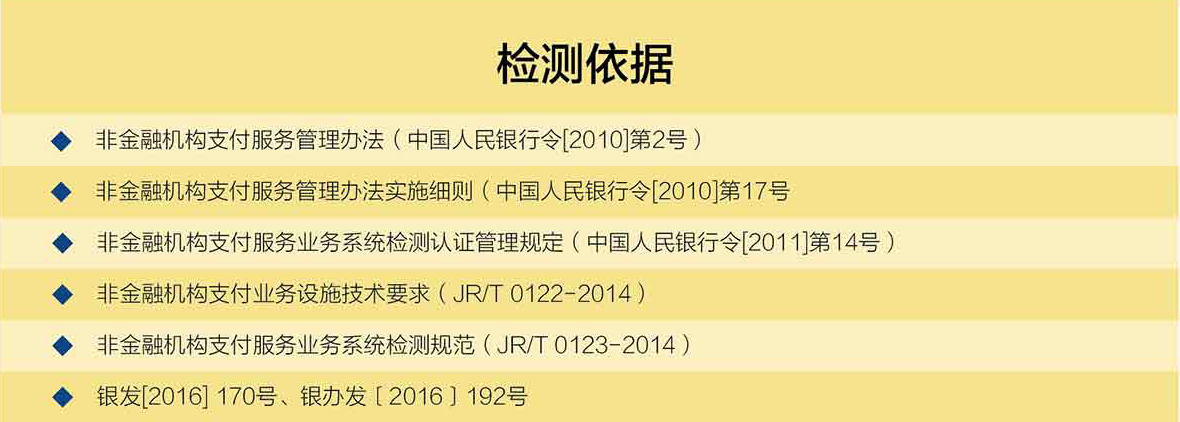 检测依据
非金融机构支付服务管理办法（中国人民银行令[2010]第2号）
非金融机构支付服务管理办法实施细则（中国人民银行令[2010]第17号
非金融机构支付服务业务系统检测认证管理规定（中国人民银行令[2011]第14号）
非金融机构支付业务设施技术要求（JR/T 0122-2014）
非金融机构支付服务业务系统检测规范（JR/T 0123-2014）
银发[2016] 170号、银办发〔2016〕192号